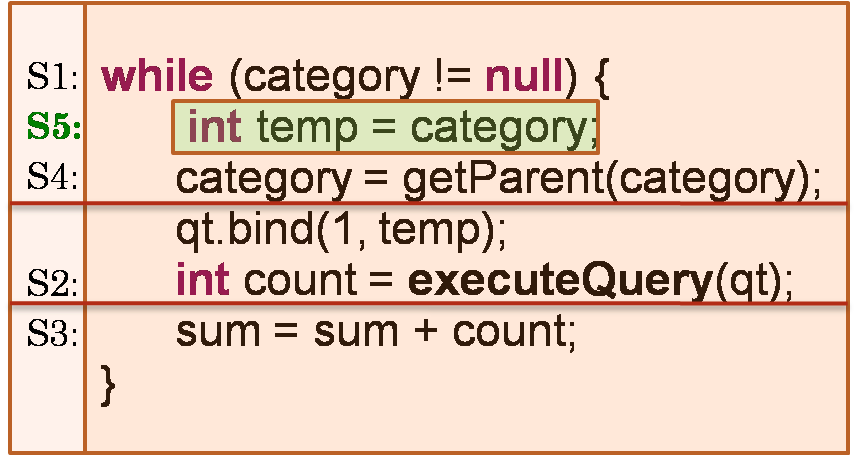 S1: while (category != null) {
S5: int temp = category;
S4: category = getParent(category);
qt.bind(1, temp);
S2: int count = executeQuery(qt);
S3: sum = sum + count;
}